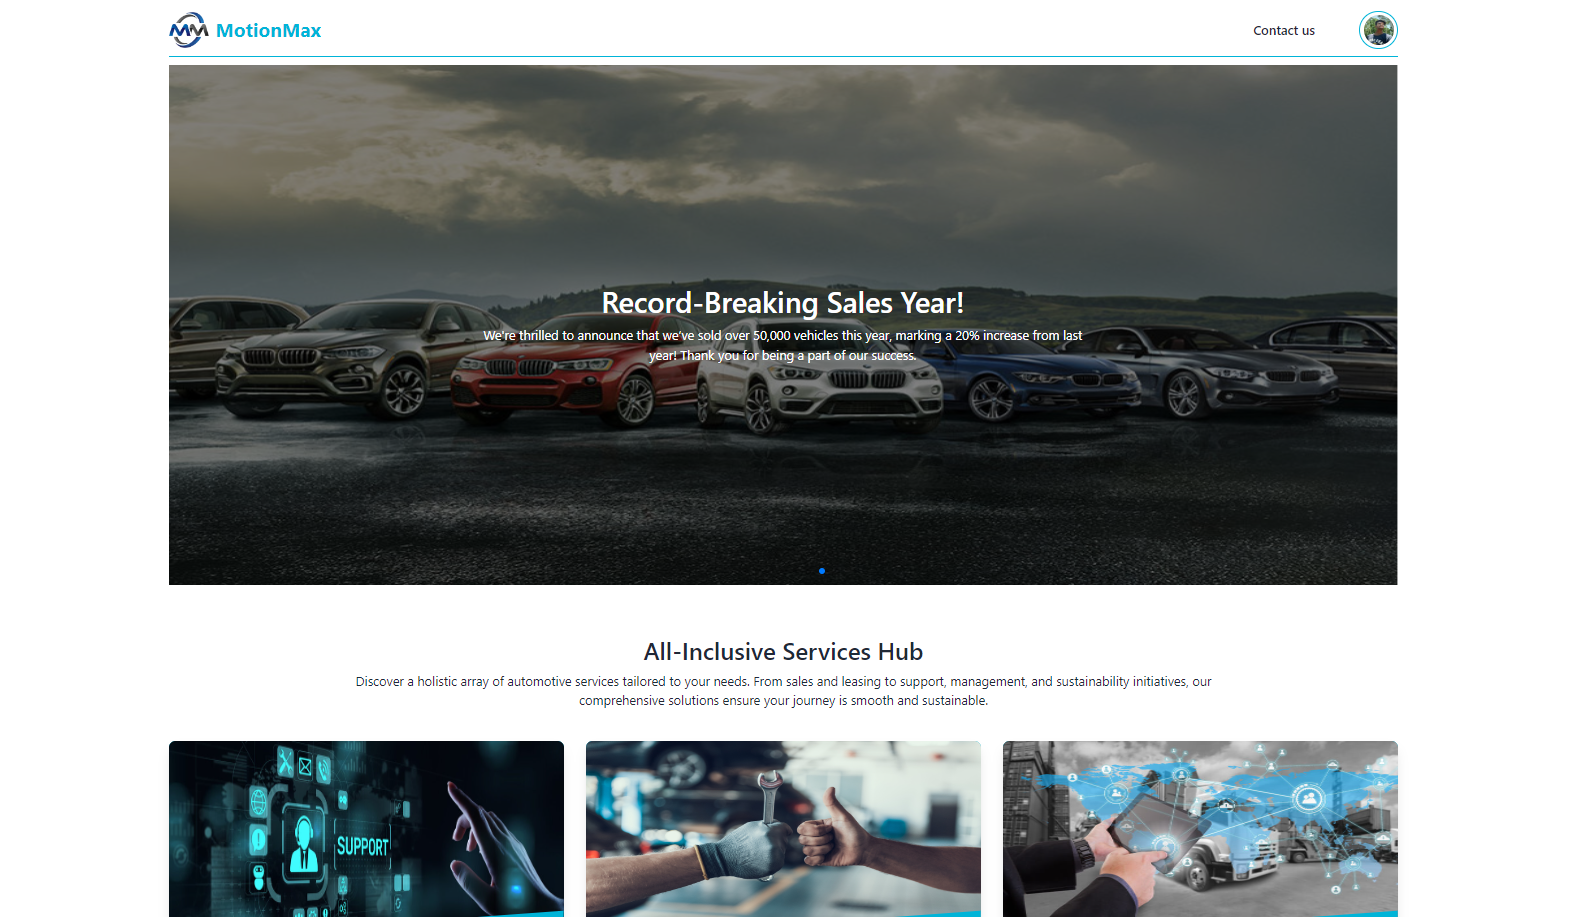 MM MotionMax
Contact us
Record-Breaking Sales Year!
We're thrilled to announce that we've sold over 50,000 vehicles this year, marking a 20% increase from last
year! Thank you for being a part of our success.
All-Inclusive Services Hub
Discover a holistic array of automotive services tailored to your needs. From sales and leasing to support, management, and sustainability initiatives, our
comprehensive solutions ensure your journey is smooth and sustainable.
SUPPORT